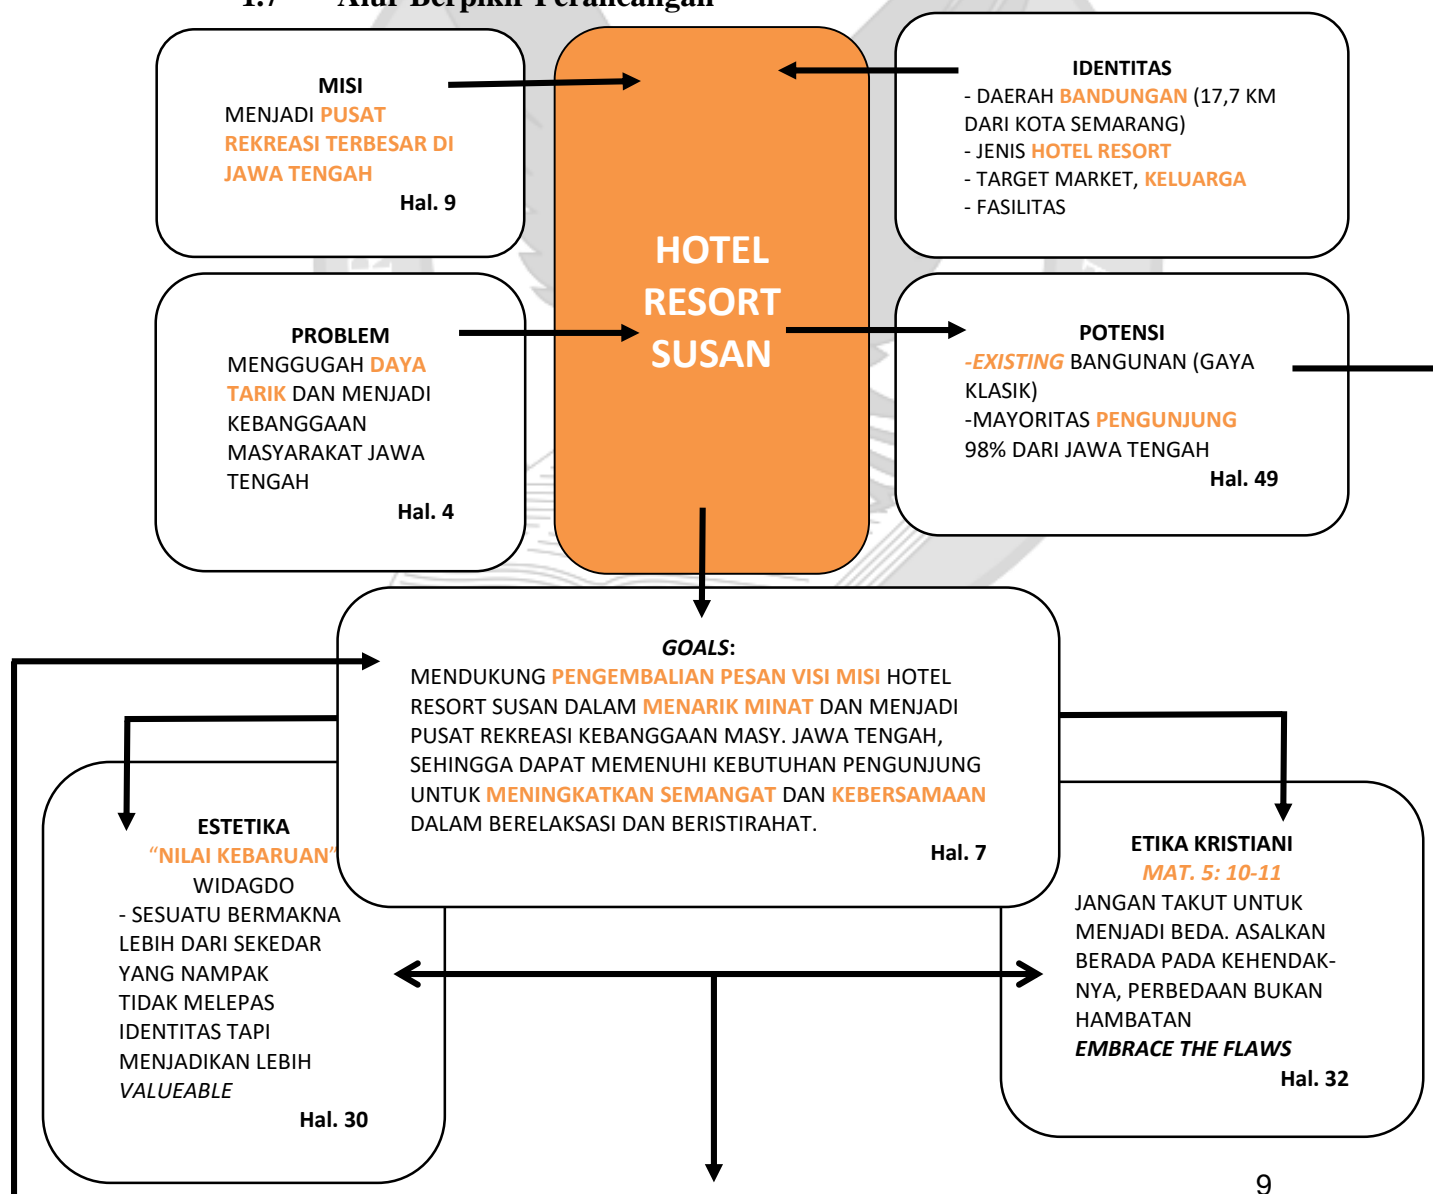 1.7 Alur Berpikir Perancangan
MISI
MENJADI PUSAT
REKREASI TERBESAR DI
JAWA TENGAH
Hal. 9
HOTEL
RESORT
SUSAN
IDENTITAS
- DAERAH BANDUNGAN (17,7 KM
DARI KOTA SEMARANG)
- JENIS HOTEL RESORT
- TARGET MARKET, KELUARGA
- FASILITAS
PROBLEM
MENGGUGAH DAYA
TARIK DAN MENJADI
KEBANGGAAN
MASYARAKAT JAWA
TENGAH
Hal. 4
POTENSI
-EXISTING BANGUNAN (GAYA
KLASIK)
-MAYORITAS PENGUNJUNG
98% DARI JAWA TENGAH
Hal. 49
GOALS:
MENDUKUNG PENGEMBALIAN PESAN VISI MISI HOTEL
RESORT SUSAN DALAM MENARIK MINAT DAN MENJADI
PUSAT REKREASI KEBANGGAAN MASY. JAWA TENGAH,
SEHINGGA DAPAT MEMENUHI KEBUTUHAN PENGUNJUNG
UNTUK MENINGKATKAN SEMANGAT DAN KEBERSAMAAN
DALAM BERELAKSASI DAN BERISTIRAHAT.
Hal. 7
ESTETIKA
“NILAI KEBARUAN”
WIDAGDO
- SESUATU BERMAKNA
LEBIH DARI SEKEDAR
YANG NAMPAK
TIDAK MELEPAS
IDENTITAS TAPI
MENJADIKAN LEBIH
VALUEABLE
Hal. 30
ETIKA KRISTIANI
MAT. 5: 10-11
JANGAN TAKUT UNTUK
MENJADI BEDA. ASALKAN
BERADA PADA KEHENDAK-
NYA, PERBEDAAN BUKAN
HAMBATAN
EMBRACE THE FLAWS
Hal. 32
9